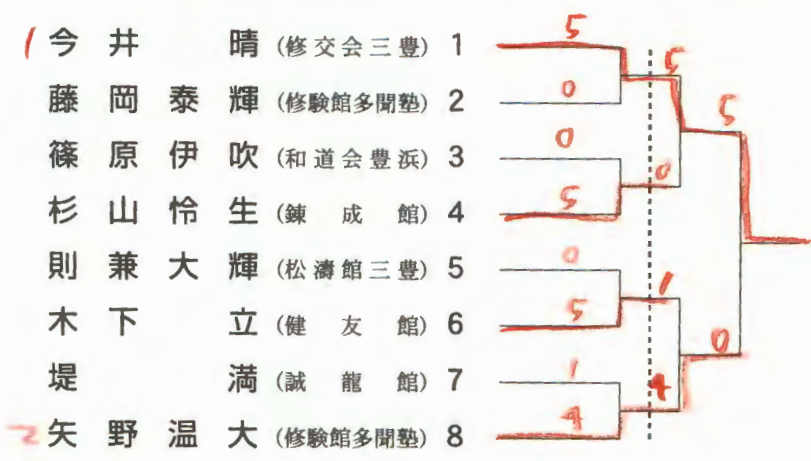 1 今井 晴 (修交会三豊) 1 5
藤岡泰輝 (修験館多聞塾) 2 0
篠原伊吹 (和道会豊浜) 3 0
杉山怜生 (錬成館) 4 5
則兼大輝 (松濤館三豊) 5 0
木下 立 (健友館) 6 5
堤 満 (誠龍館) 7 1
2 矢野温大 (修験館多聞塾) 8 4
5
0
1
4
5
0